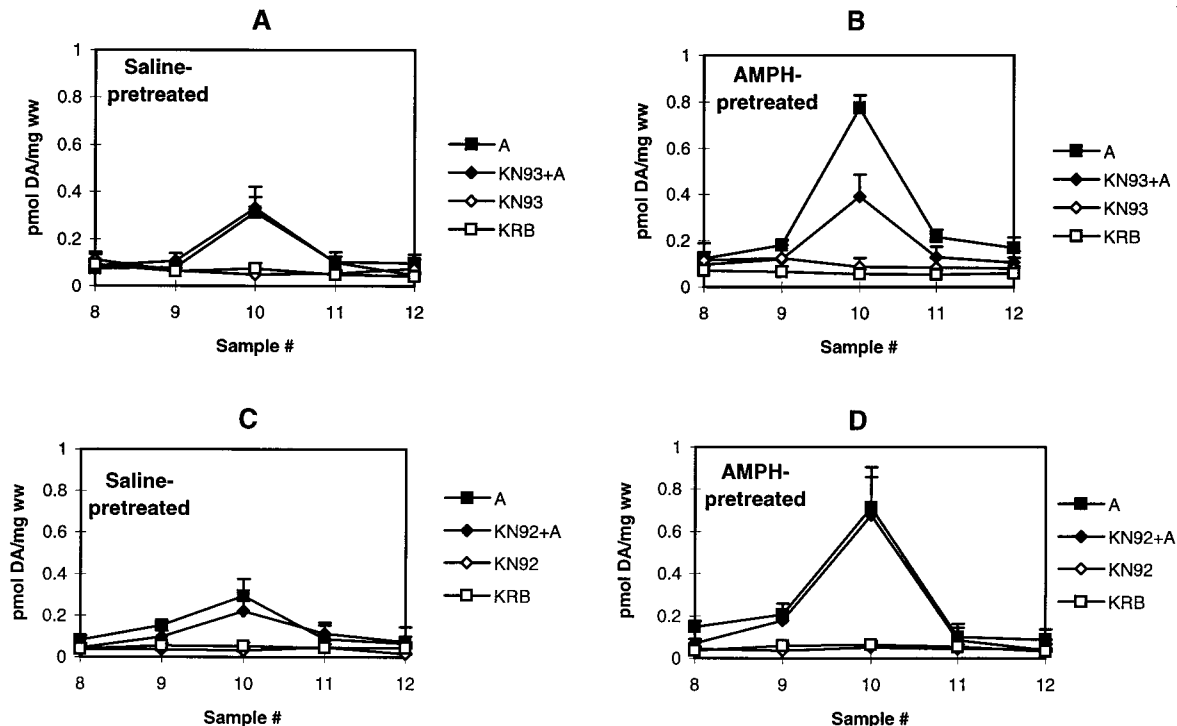 A
pmol DA/mg ww
1
0.8
0.6
0.4
0.2
0
Saline-
pretreated
8 9 10 11 12
Sample #
A
KN93+A
KN93
KRB
B
pmol DA/mg ww
1
0.8
0.6
0.4
0.2
0
AMPH-
pretreated
8 9 10 11 12
Sample #
A
KN93+A
KN93
KRB
C
pmol DA/mg ww
1
0.8
0.6
0.4
0.2
0
Saline-
pretreated
8 9 10 11 12
Sample #
A
KN92+A
KN92
KRB
D
pmol DA/mg ww
1
0.8
0.6
0.4
0.2
0
AMPH-
pretreated
8 9 10 11 12
Sample #
A
KN92+A
KN92
KRB